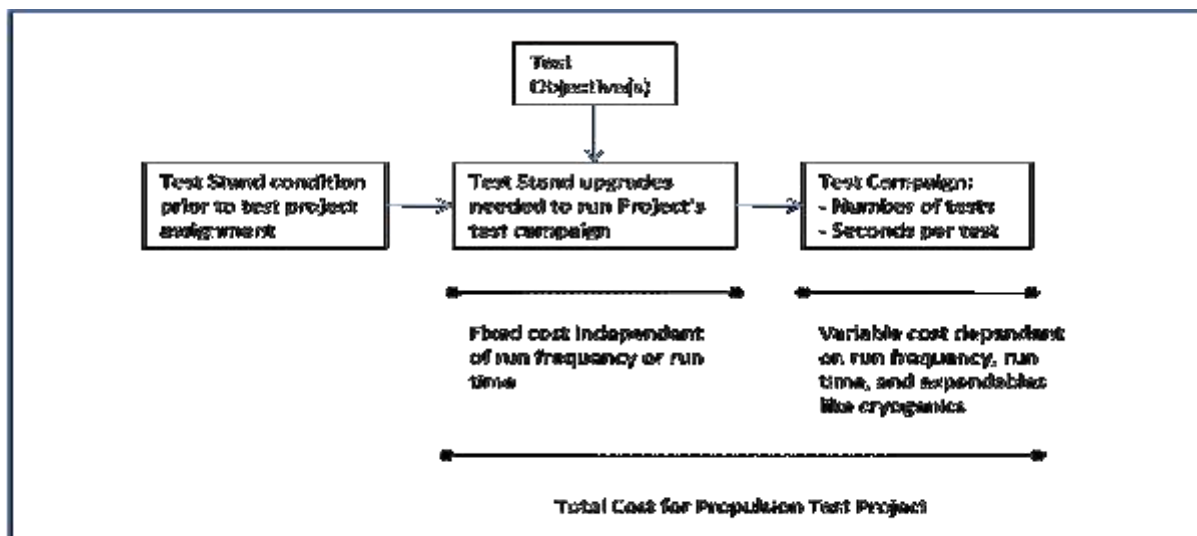 Test
Objective(s)
Test Stand condition
prior to test project
assignment
Test Stand upgrades
needed to run Project's
test campaign
Test Campaign:
- Number of tests
- Seconds per test
Fixed cost independent
of run frequency or run
time
Variable cost dependant
on run frequency, run
time, and expendables
like cryogenics
Total Cost for Propulsion Test Project